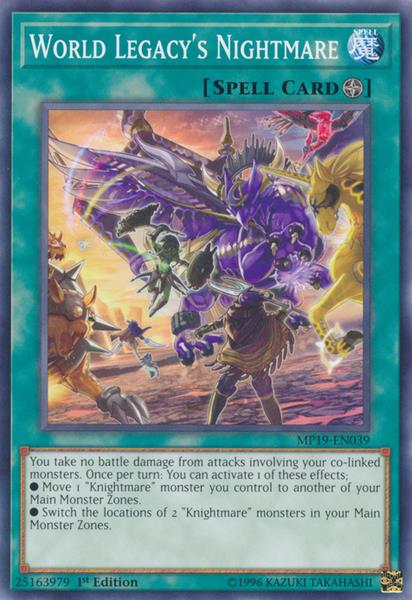 WORLD LEGACY'S NIGHTMARE
SPELL
魔
[SPELL CARD]
MP19-EN039
You take no battle damage from attacks involving your co-linked
monsters. Once per turn: You can activate 1 of these effects;
● Move 1 "Knightmare" monster you control to another of your
Main Monster Zones.
● Switch the locations of 2 "Knightmare" monsters in your Main
Monster Zones.
25163979 1st Edition ©1996 KAZUKI TAKAHASHI